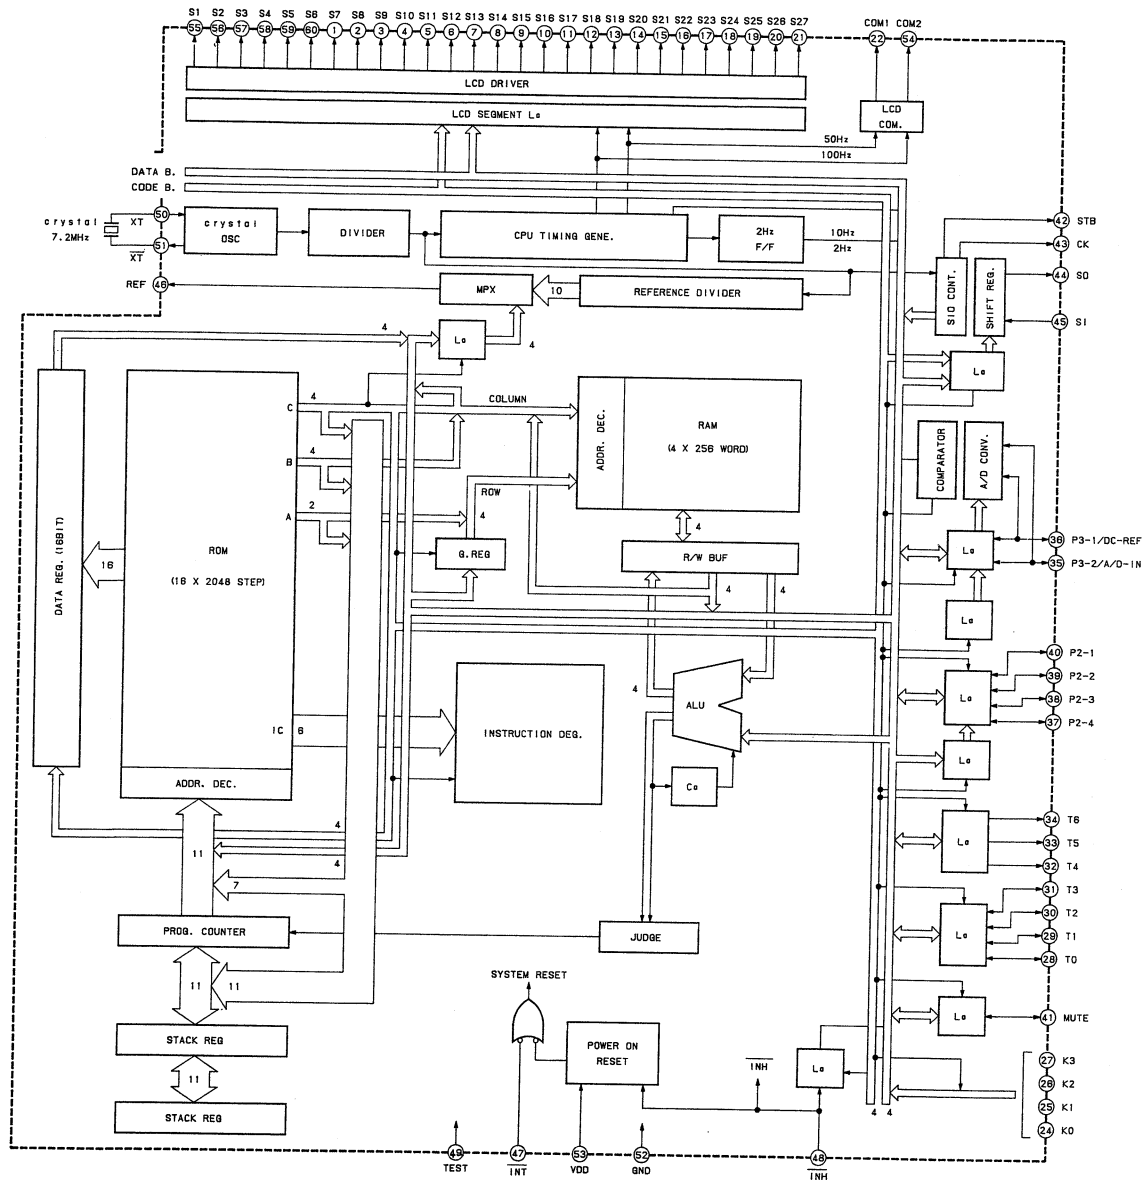 S1 S2 S3 S4 S5 S6 S7 S8 S9 S10 S11 S12 S13 S14 S15 S16 S17 S18 S19 S20 S21 S22 S23 S24 S25 S26 S27 COM1 COM2
55 56 57 58 59 60 1 2 3 4 5 6 7 8 9 10 11 12 13 14 15 16 17 18 19 20 21 22 54
LCD DRIVER
LCD SEGMENT La
LCD
COM.
50Hz
100Hz
DATA B.
CODE B.
crystal
7.2MHz
XT
50
51
XT
crystal
OSC
DIVIDER
CPU TIMING GENE.
2Hz
F/F
10Hz
2Hz
42 STB
43 CK
44 SO
45 SI
SIO CONT.
SHIFT REG.
REF 46
MPX
10
REFERENCE DIVIDER
4
La
4
La
DATA REG. (16BIT)
16
ROM
(16 X 2048 STEP)
C
4
B
4
A
2
IC 6
ADDR. DEC.
COLUMN
ROW
4
G.REG
ADDR. DEC.
RAM
(4 X 256 WORD)
4
R/W BUF
4
4
COMPARATOR
A/D CONV.
La
36 P3-1/DC-REF
35 P3-2/A/D-IN
La
INSTRUCTION DEG.
4
ALU
Ca
La
40 P2-1
39 P2-2
38 P2-3
37 P2-4
La
4
11
4
7
La
34 T6
33 T5
32 T4
La
31 T3
30 T2
29 T1
28 T0
PROG. COUNTER
JUDGE
11
11
SYSTEM RESET
STACK REG
11
STACK REG
POWER ON
RESET
INH
La
La
41 MUTE
4 4
27 K3
26 K2
25 K1
24 K0
49
TEST
47
INT
53
VDD
52
GND
48
INH